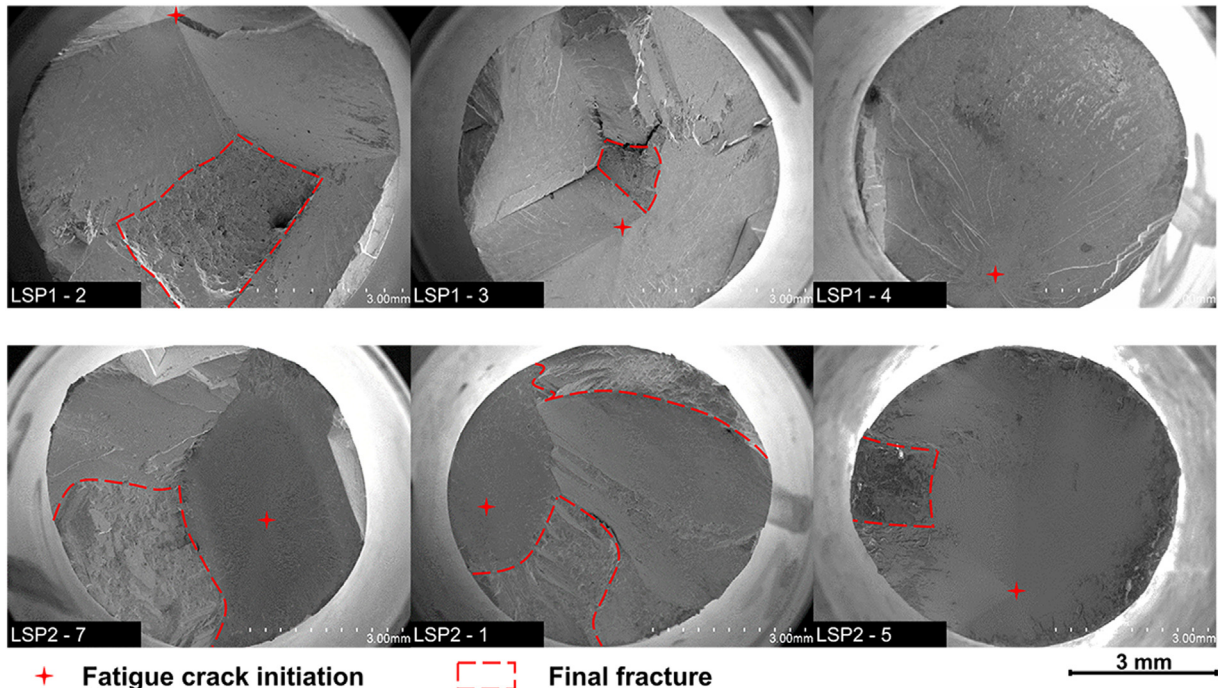 LSP1 - 2
3.00mm
LSP1 - 3
3.00mm
LSP1 - 4
LSP2 - 7
3.00mm
LSP2 - 1
3.00mm
LSP2 - 5
3.00mm
Fatigue crack initiation
Final fracture
3 mm